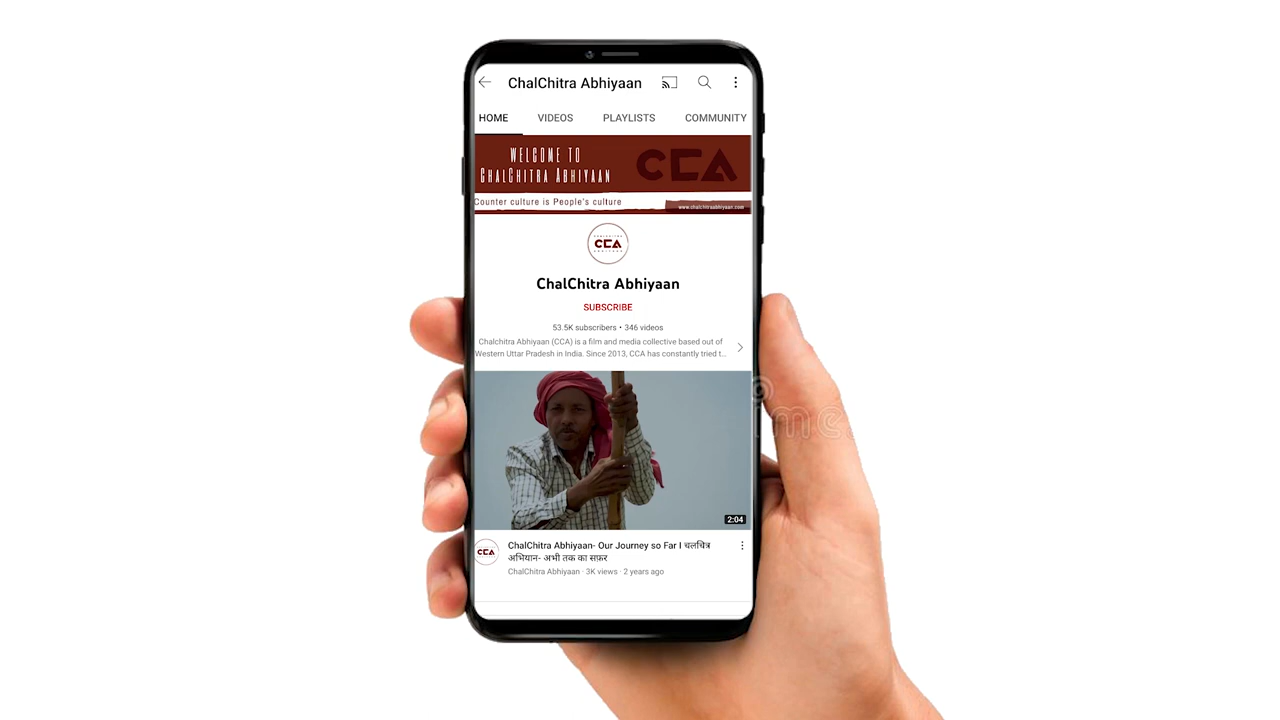 ChalChitra Abhiyaan
HOME VIDEOS PLAYLISTS COMMUNITY
WELCOME TO
CHALCHITRA ABHIYAAN
CCA
Counter culture is People's culture
www.chalchitraabhiyaan.com
CCA
ChalChitra Abhiyaan
SUBSCRIBE
53.5K subscribers • 346 videos
Chalchitra Abhiyaan (CCA) is a film and media collective based out of
Western Uttar Pradesh in India. Since 2013, CCA has constantly tried t...
2:04
CCA
ChalChitra Abhiyaan- Our Journey so Far I चलचित्र
अभियान- अभी तक का सफ़र
ChalChitra Abhiyaan · 3K views · 2 years ago